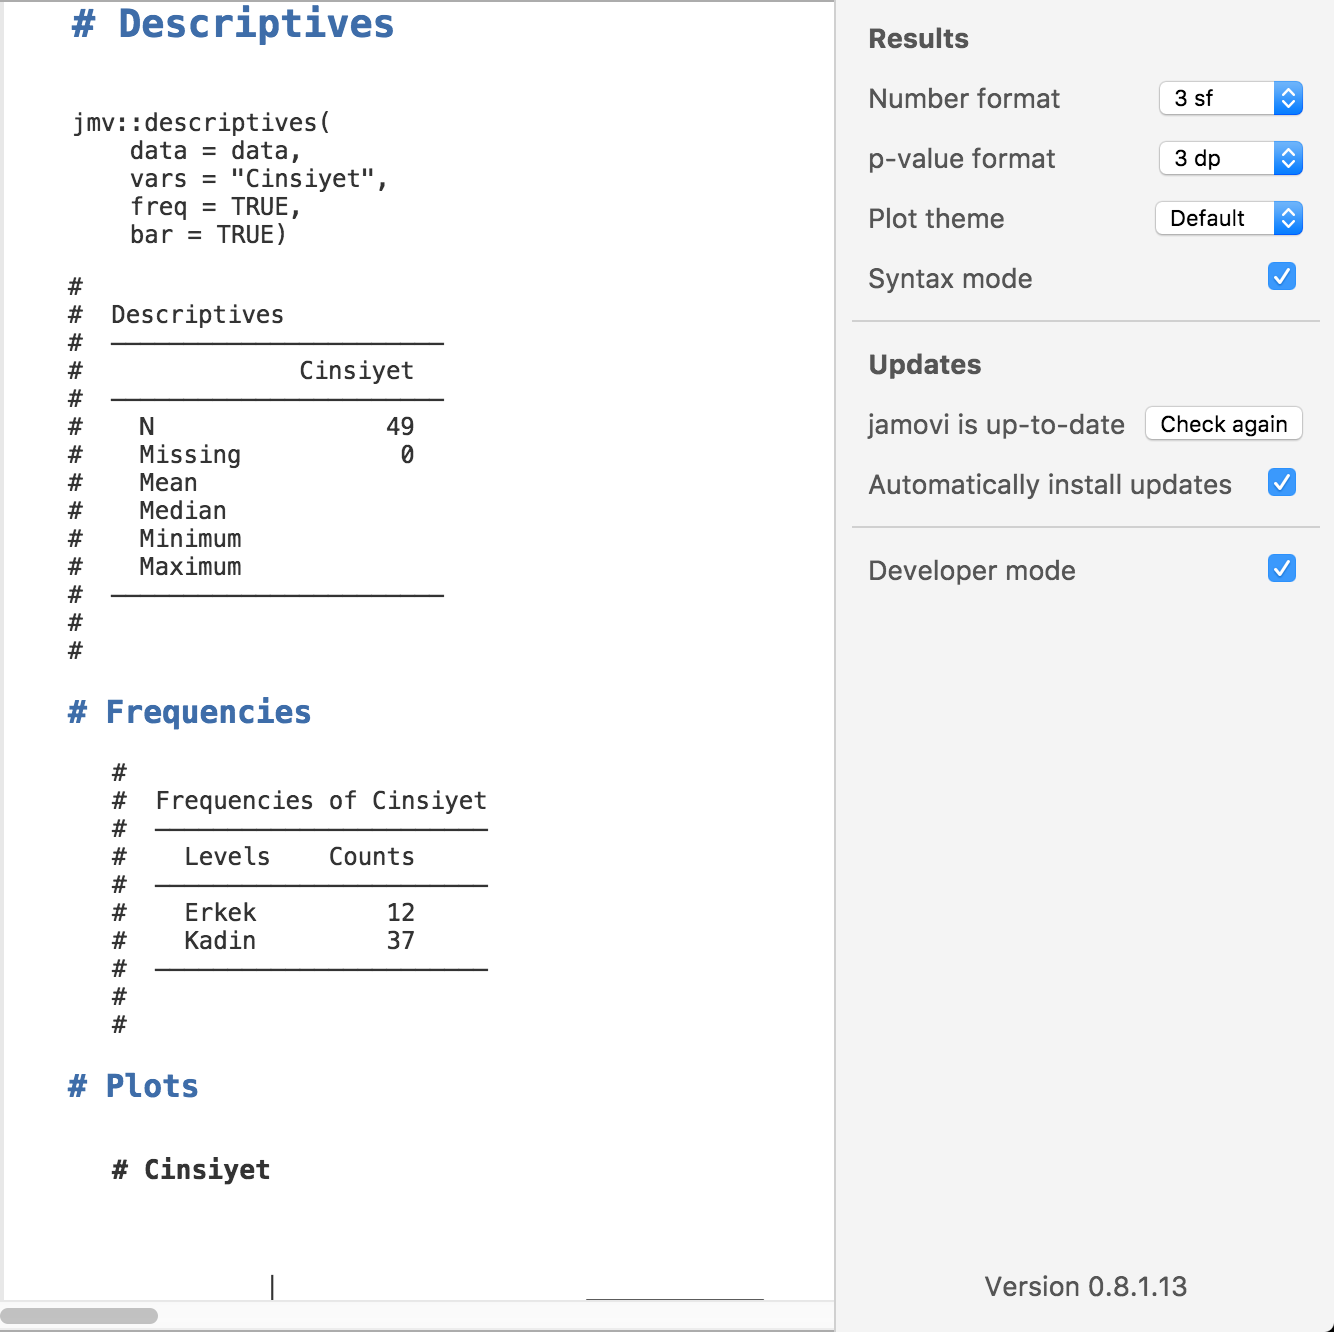 # Descriptives
jmv::descriptives(
    data = data,
    vars = "Cinsiyet",
    freq = TRUE,
    bar = TRUE)
#
#  Descriptives
#
#               Cinsiyet
#
#    N                49
#    Missing           0
#    Mean
#    Median
#    Minimum
#    Maximum
#
#
#
# Frequencies
#
#  Frequencies of Cinsiyet
#
#    Levels    Counts
#
#    Erkek         12
#    Kadin         37
#
#
#
# Plots
# Cinsiyet
Results
Number format 3 sf
p-value format 3 dp
Plot theme Default
Syntax mode
Updates
jamovi is up-to-date Check again
Automatically install updates
Developer mode
Version 0.8.1.13